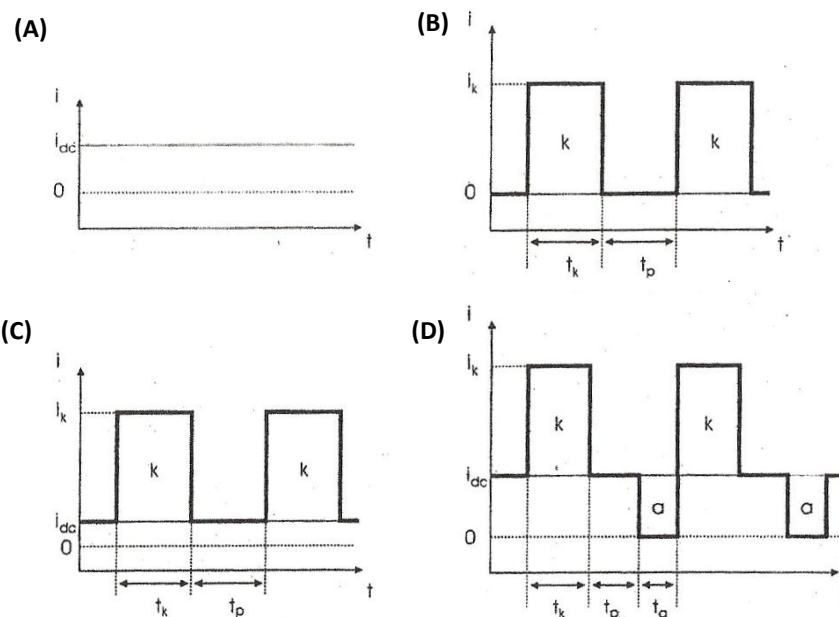 (A)
i
i_dc
0
t
(B)
i
i_k
k
k
0
t_k
t_p
t
(C)
i
i_k
k
k
i_dc
0
t_k
t_p
t
(D)
i
i_k
k
k
i_dc
a
a
0
t_k
t_p
t_a